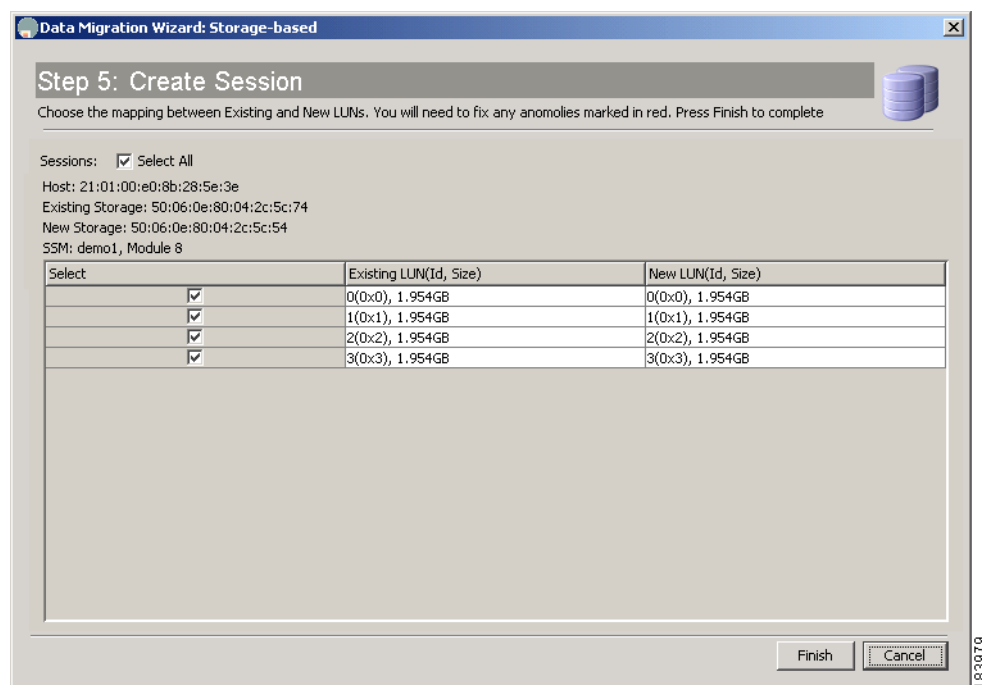 Data Migration Wizard: Storage-based
Step 5: Create Session
Choose the mapping between Existing and New LUNs. You will need to fix any anomolies marked in red. Press Finish to complete
Sessions: Select All
Host: 21:01:00:e0:8b:28:5e:3e
Existing Storage: 50:06:0e:80:04:2c:5c:74
New Storage: 50:06:0e:80:04:2c:5c:54
SSM: demo1, Module 8
Select Existing LUN(Id, Size) New LUN(Id, Size)
0(0x0), 1.954GB 0(0x0), 1.954GB
1(0x1), 1.954GB 1(0x1), 1.954GB
2(0x2), 1.954GB 2(0x2), 1.954GB
3(0x3), 1.954GB 3(0x3), 1.954GB
Finish Cancel